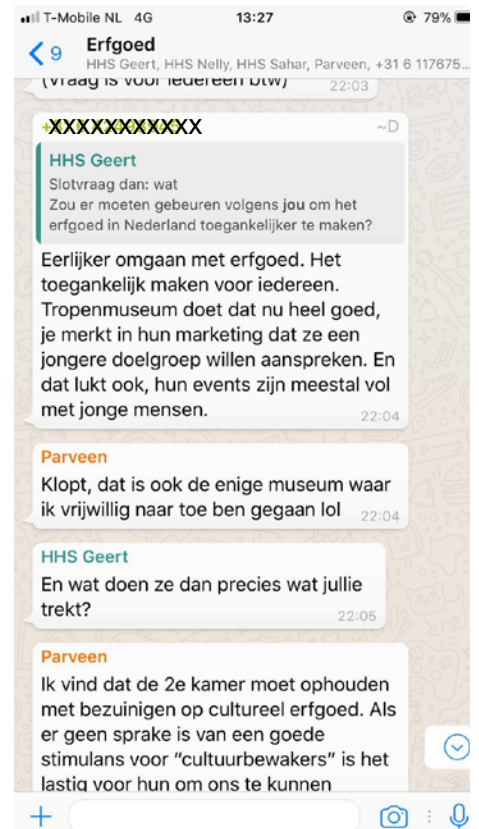 T-Mobile NL 4G 13:27 79%
9 Erfgoed
HHS Geert, HHS Nelly, HHS Sahar, Parveen, +31 6 117675...
(Vraag is voor iedereen btw) 22:03
XXXXXXXXXXXX ~D
HHS Geert
Slotvraag dan: wat
Zou er moeten gebeuren volgens jou om het
erfgoed in Nederland toegankelijker te maken?
Eerlijker omgaan met erfgoed. Het
toegankelijk maken voor iedereen.
Tropenmuseum doet dat nu heel goed,
je merkt in hun marketing dat ze een
jongere doelgroep willen aanspreken. En
dat lukt ook, hun events zijn meestal vol
met jonge mensen. 22:04
Parveen
Klopt, dat is ook de enige museum waar
ik vrijwillig naar toe ben gegaan lol 22:04
HHS Geert
En wat doen ze dan precies wat jullie
trekt? 22:05
Parveen
Ik vind dat de 2e kamer moet ophouden
met bezuinigen op cultureel erfgoed. Als
er geen sprake is van een goede
stimulans voor “cultuurbewakers” is het
lastig voor hun om ons te kunnen